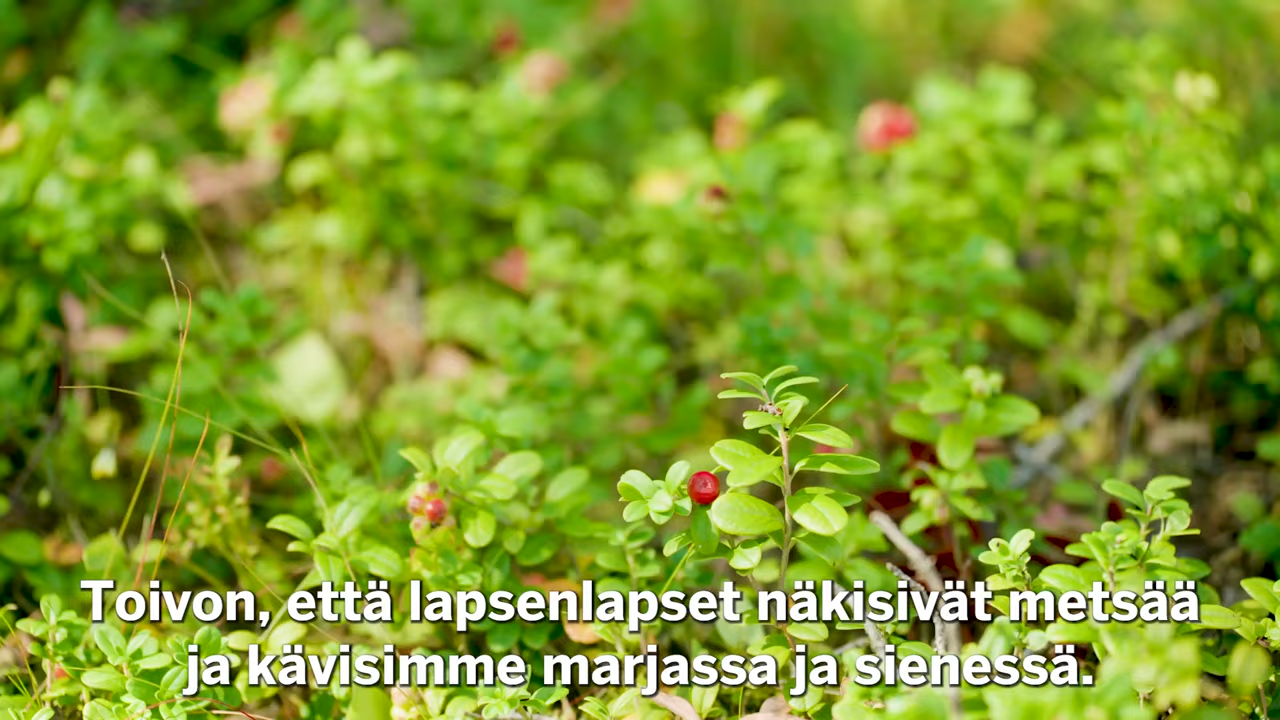 Toivon, että lapsenlapset näkisivät metsää
ja kävisimme marjassa ja sienessä.